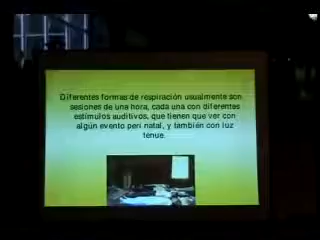 Diferentes formas de respiración usualmente son
sesiones de una hora, cada una con diferentes
estímulos auditivos, que tienen que ver con
algún evento peri natal, y también con luz
tenue.